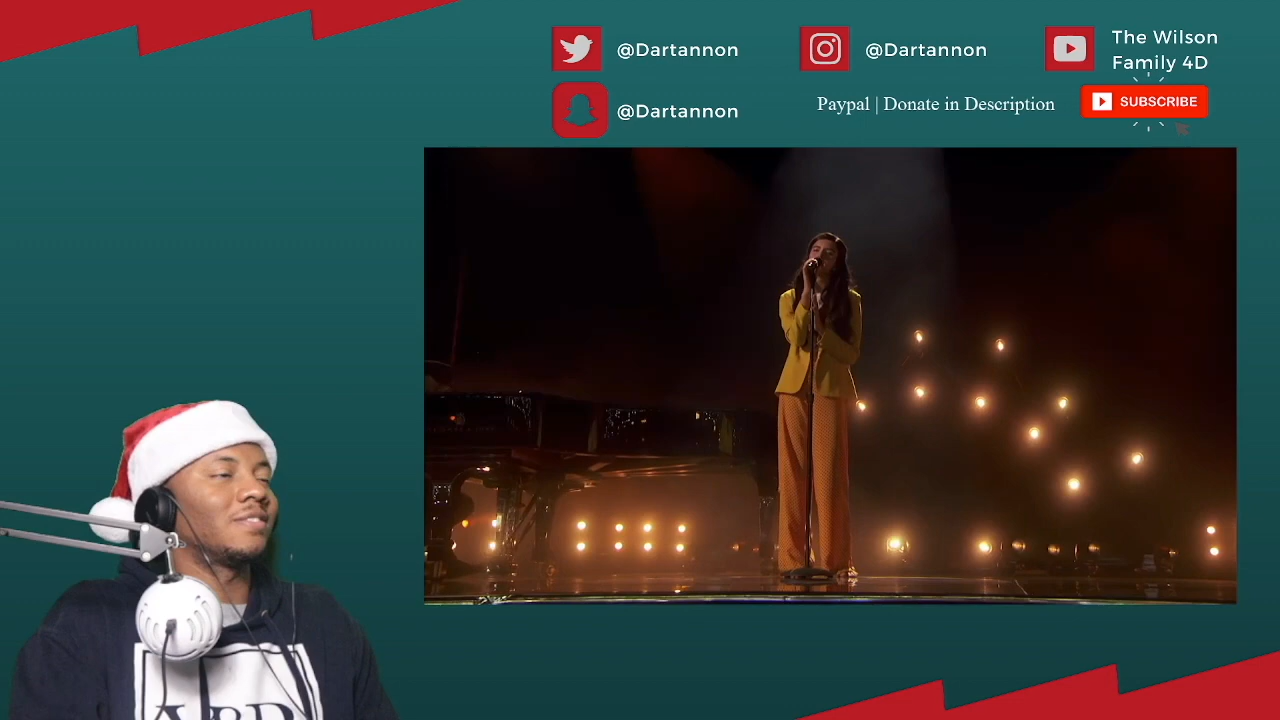 @Dartannon
@Dartannon
The Wilson
Family 4D
@Dartannon
Paypal | Donate in Description
SUBSCRIBE